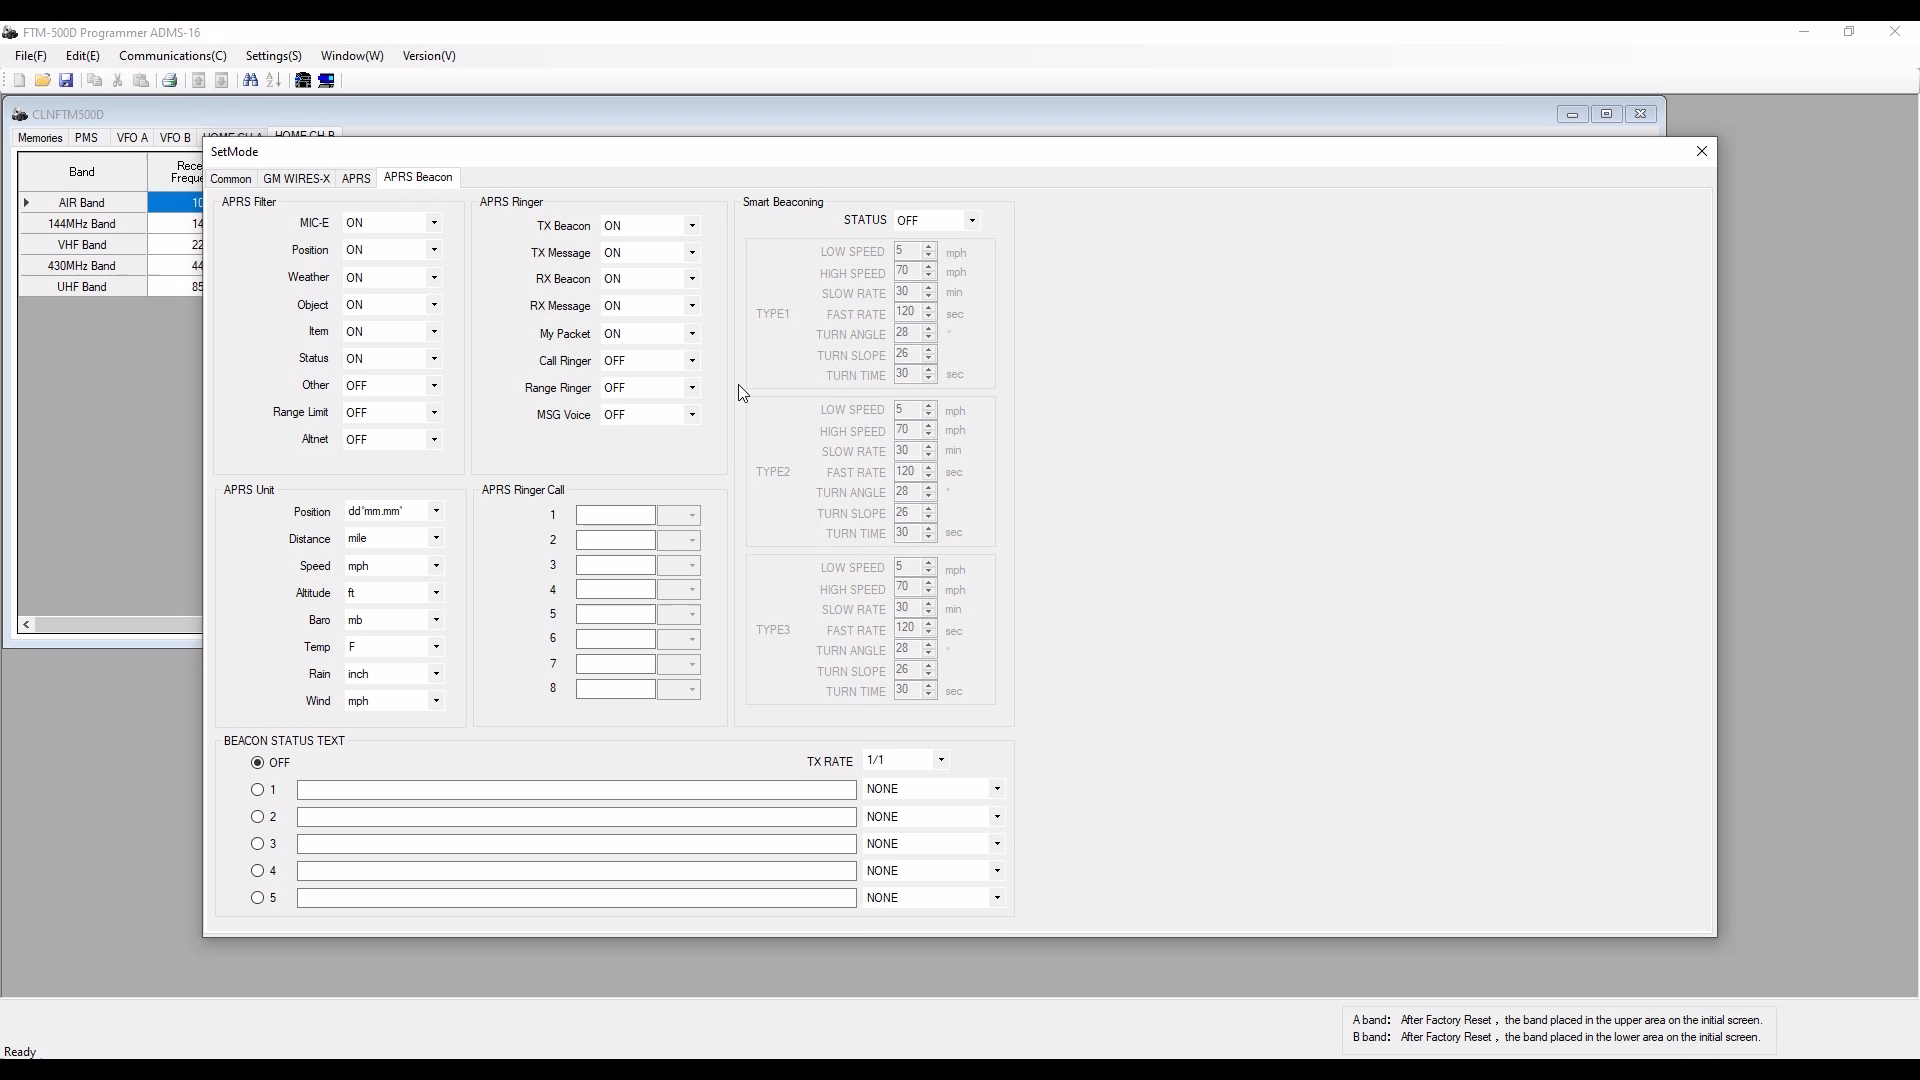 FTM-500D Programmer ADMS-16
File(F) Edit(E) Communications(C) Settings(S) Window(W) Version(V)
CLNFTM500D
Memories PMS VFO A VFO B HOME CH A HOME CH B
Band Rece
Freque
AIR Band 10
144MHz Band 14
VHF Band 22
430MHz Band 44
UHF Band 85
SetMode
Common GM WIRES-X APRS APRS Beacon
APRS Filter
MIC-E ON
Position ON
Weather ON
Object ON
Item ON
Status ON
Other OFF
Range Limit OFF
Altnet OFF
APRS Ringer
TX Beacon ON
TX Message ON
RX Beacon ON
RX Message ON
My Packet ON
Call Ringer OFF
Range Ringer OFF
MSG Voice OFF
Smart Beaconing
STATUS OFF
TYPE1
LOW SPEED 5 mph
HIGH SPEED 70 mph
SLOW RATE 30 min
FAST RATE 120 sec
TURN ANGLE 28 °
TURN SLOPE 26
TURN TIME 30 sec
TYPE2
LOW SPEED 5 mph
HIGH SPEED 70 mph
SLOW RATE 30 min
FAST RATE 120 sec
TURN ANGLE 28 °
TURN SLOPE 26
TURN TIME 30 sec
TYPE3
LOW SPEED 5 mph
HIGH SPEED 70 mph
SLOW RATE 30 min
FAST RATE 120 sec
TURN ANGLE 28 °
TURN SLOPE 26
TURN TIME 30 sec
APRS Unit
Position dd°mm.mm'
Distance mile
Speed mph
Altitude ft
Baro mb
Temp F
Rain inch
Wind mph
APRS Ringer Call
1
2
3
4
5
6
7
8
BEACON STATUS TEXT
OFF TX RATE 1/1
1 NONE
2 NONE
3 NONE
4 NONE
5 NONE
A band: After Factory Reset , the band placed in the upper area on the initial screen.
B band: After Factory Reset , the band placed in the lower area on the initial screen.
Ready